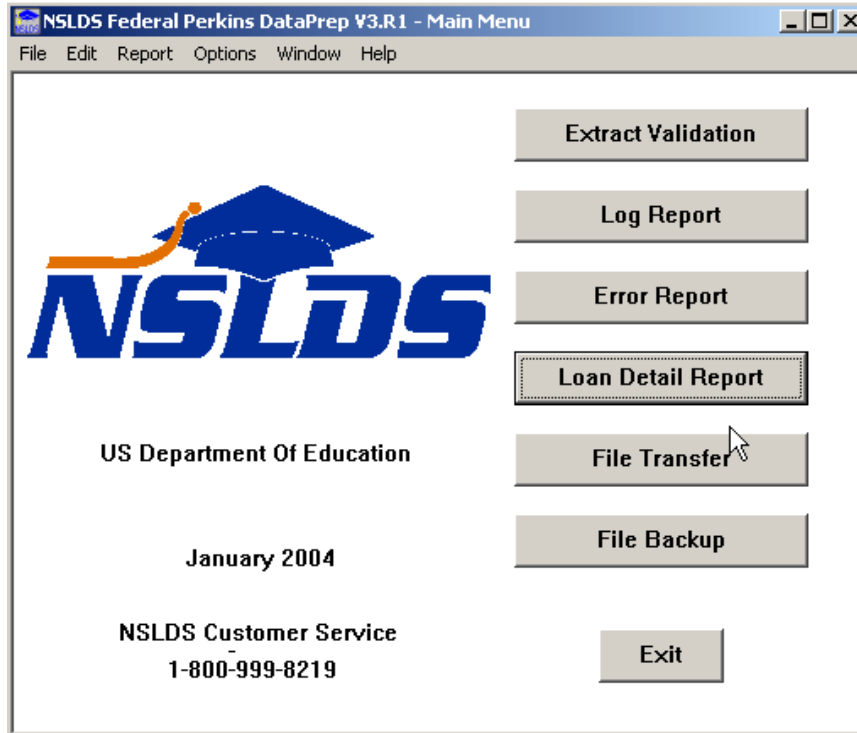 NSLDS Federal Perkins DataPrep V3.R1 - Main Menu
File Edit Report Options Window Help
Extract Validation
Log Report
Error Report
Loan Detail Report
File Transfer
File Backup
Exit
NSLDS
US Department Of Education
January 2004
NSLDS Customer Service
1-800-999-8219